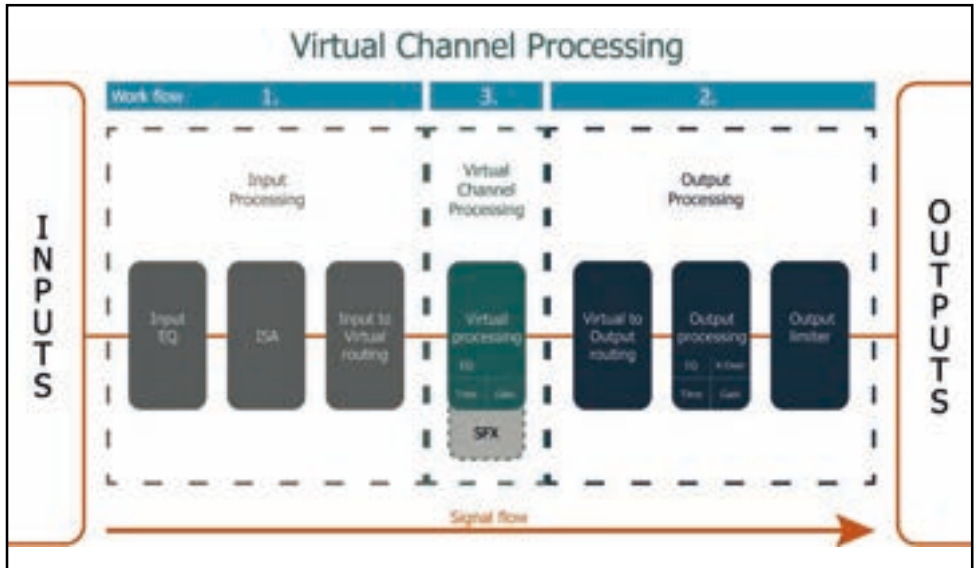 Virtual Channel Processing
Work flow 1. 3. 2.
Input
Processing
Virtual
Channel
Processing
Output
Processing
INPUTS
Input
EQ
ISA
Input to
Virtual
routing
Virtual
processing
EQ
Time Gain
SFX
Virtual to
Output
routing
Output
processing
EQ X-Over
Time Gain
Output
limiter
OUTPUTS
Signal flow